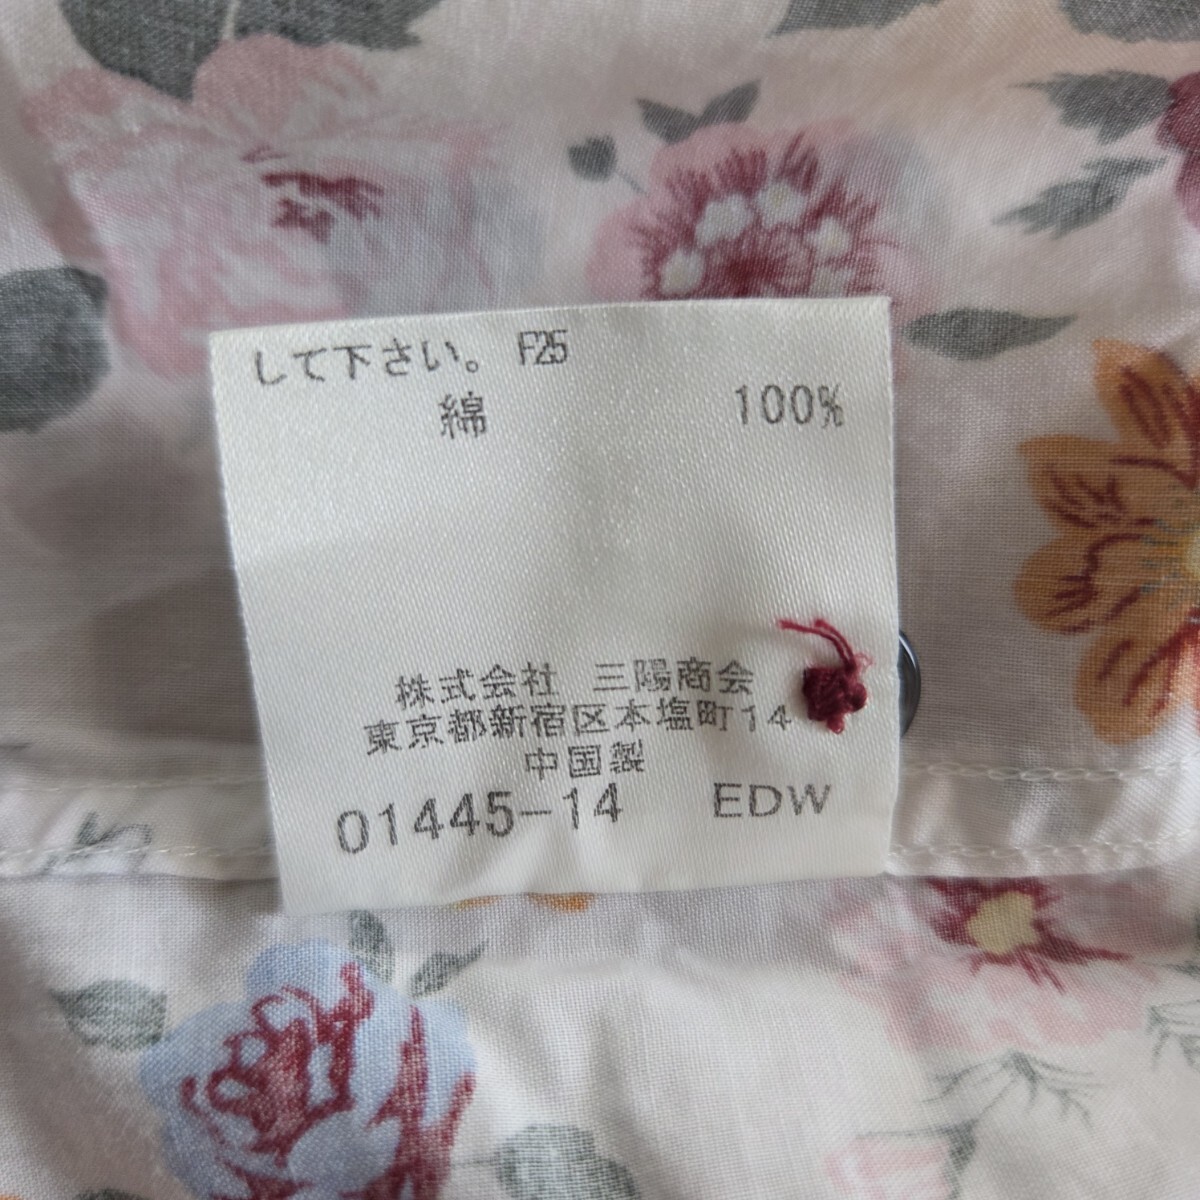 して下さい。 F25
綿 100%
株式会社 三陽商会
東京都新宿区本塩町14
中国製
01445-14 EDW